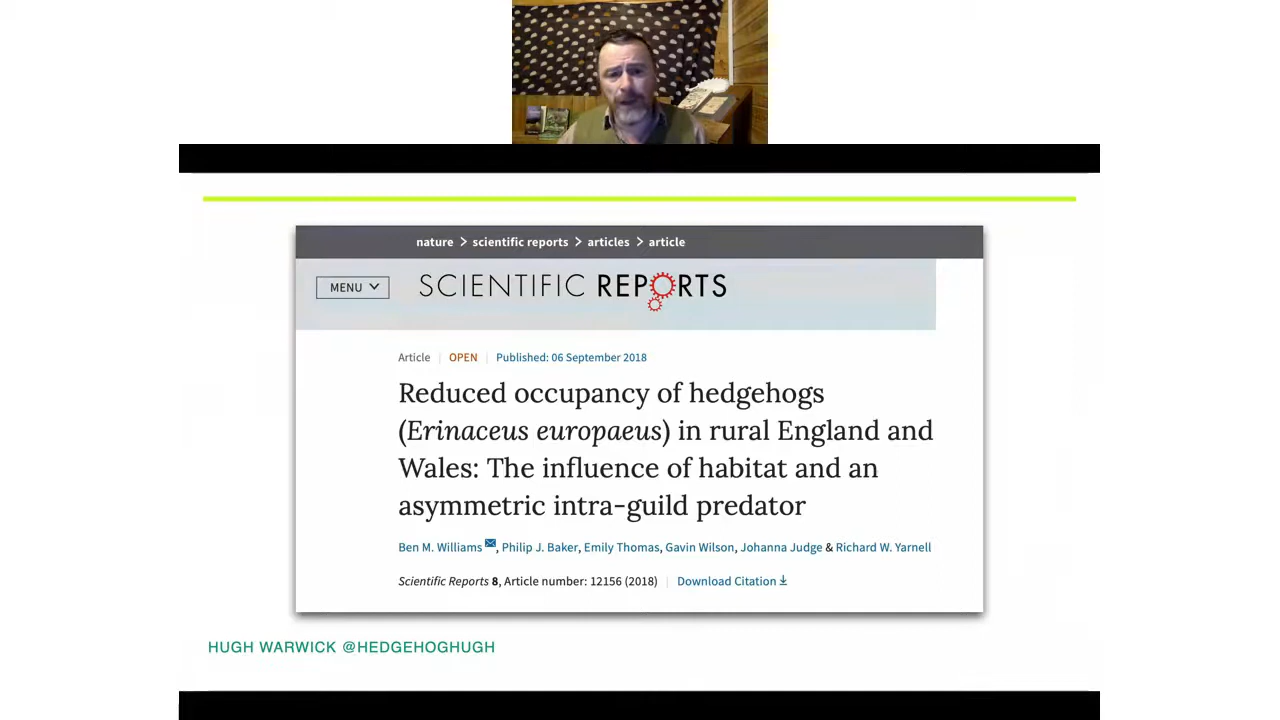 nature > scientific reports > articles > article
MENU
SCIENTIFIC REPORTS
Article | OPEN | Published: 06 September 2018
Reduced occupancy of hedgehogs
(Erinaceus europaeus) in rural England and
Wales: The influence of habitat and an
asymmetric intra-guild predator
Ben M. Williams, Philip J. Baker, Emily Thomas, Gavin Wilson, Johanna Judge & Richard W. Yarnell
Scientific Reports 8, Article number: 12156 (2018) | Download Citation
HUGH WARWICK @HEDGEHOGHUGH